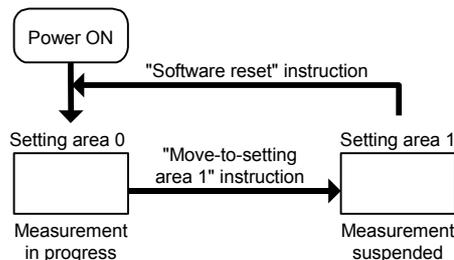 Power ON
"Software reset" instruction
Setting area 0
Setting area 1
"Move-to-setting
area 1" instruction
Measurement
in progress
Measurement
suspended